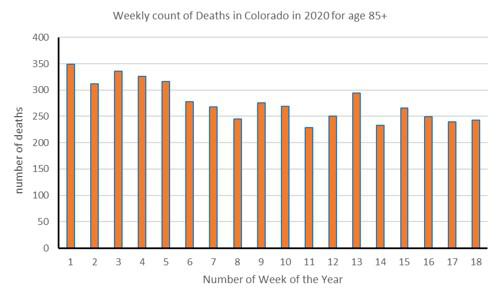 Weekly count of Deaths in Colorado in 2020 for age 85+
400
350
300
250
200
150
100
50
0
number of deaths
1 2 3 4 5 6 7 8 9 10 11 12 13 14 15 16 17 18
Number of Week of the Year